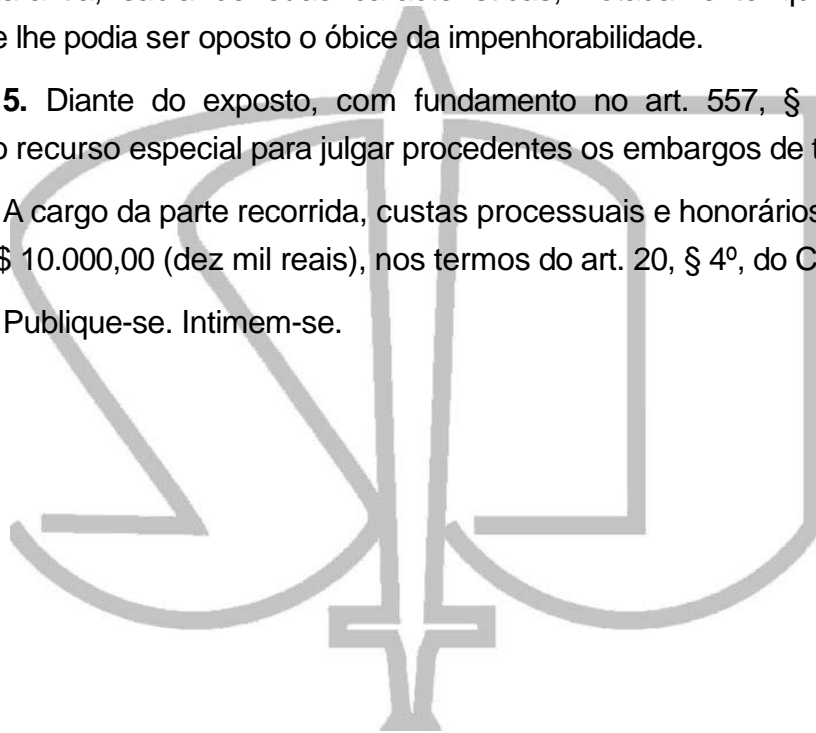 e lhe podia ser oposto o óbice da impenhorabilidade.
5. Diante do exposto, com fundamento no art. 557, §
recurso especial para julgar procedentes os embargos de
A cargo da parte recorrida, custas processuais e honorários
10.000,00 (dez mil reais), nos termos do art. 20, § 4º, do
Publique-se. Intimem-se.